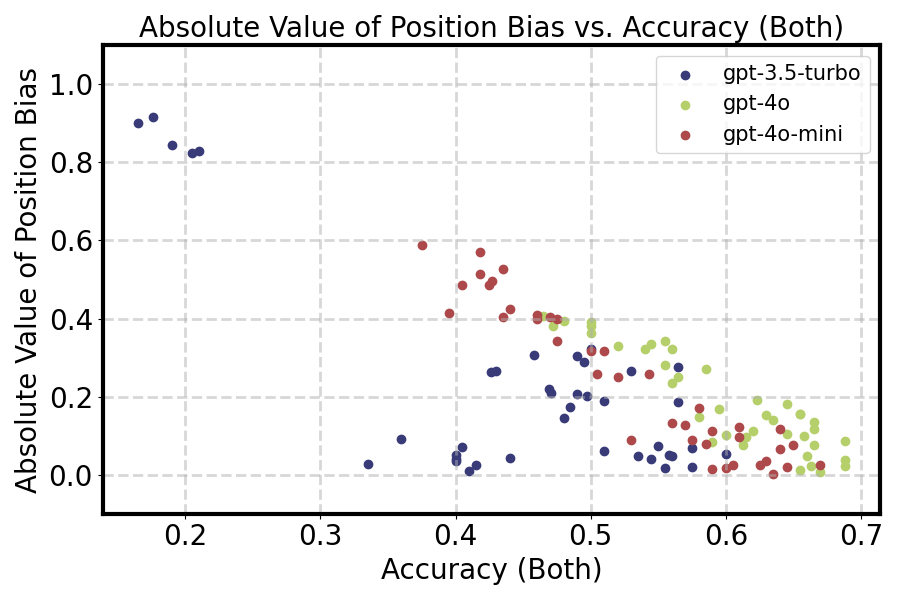 Absolute Value of Position Bias vs. Accuracy (Both)
Absolute Value of Position Bias
1.0
0.8
0.6
0.4
0.2
0.0
gpt-3.5-turbo
gpt-4o
gpt-4o-mini
0.2 0.3 0.4 0.5 0.6 0.7
Accuracy (Both)